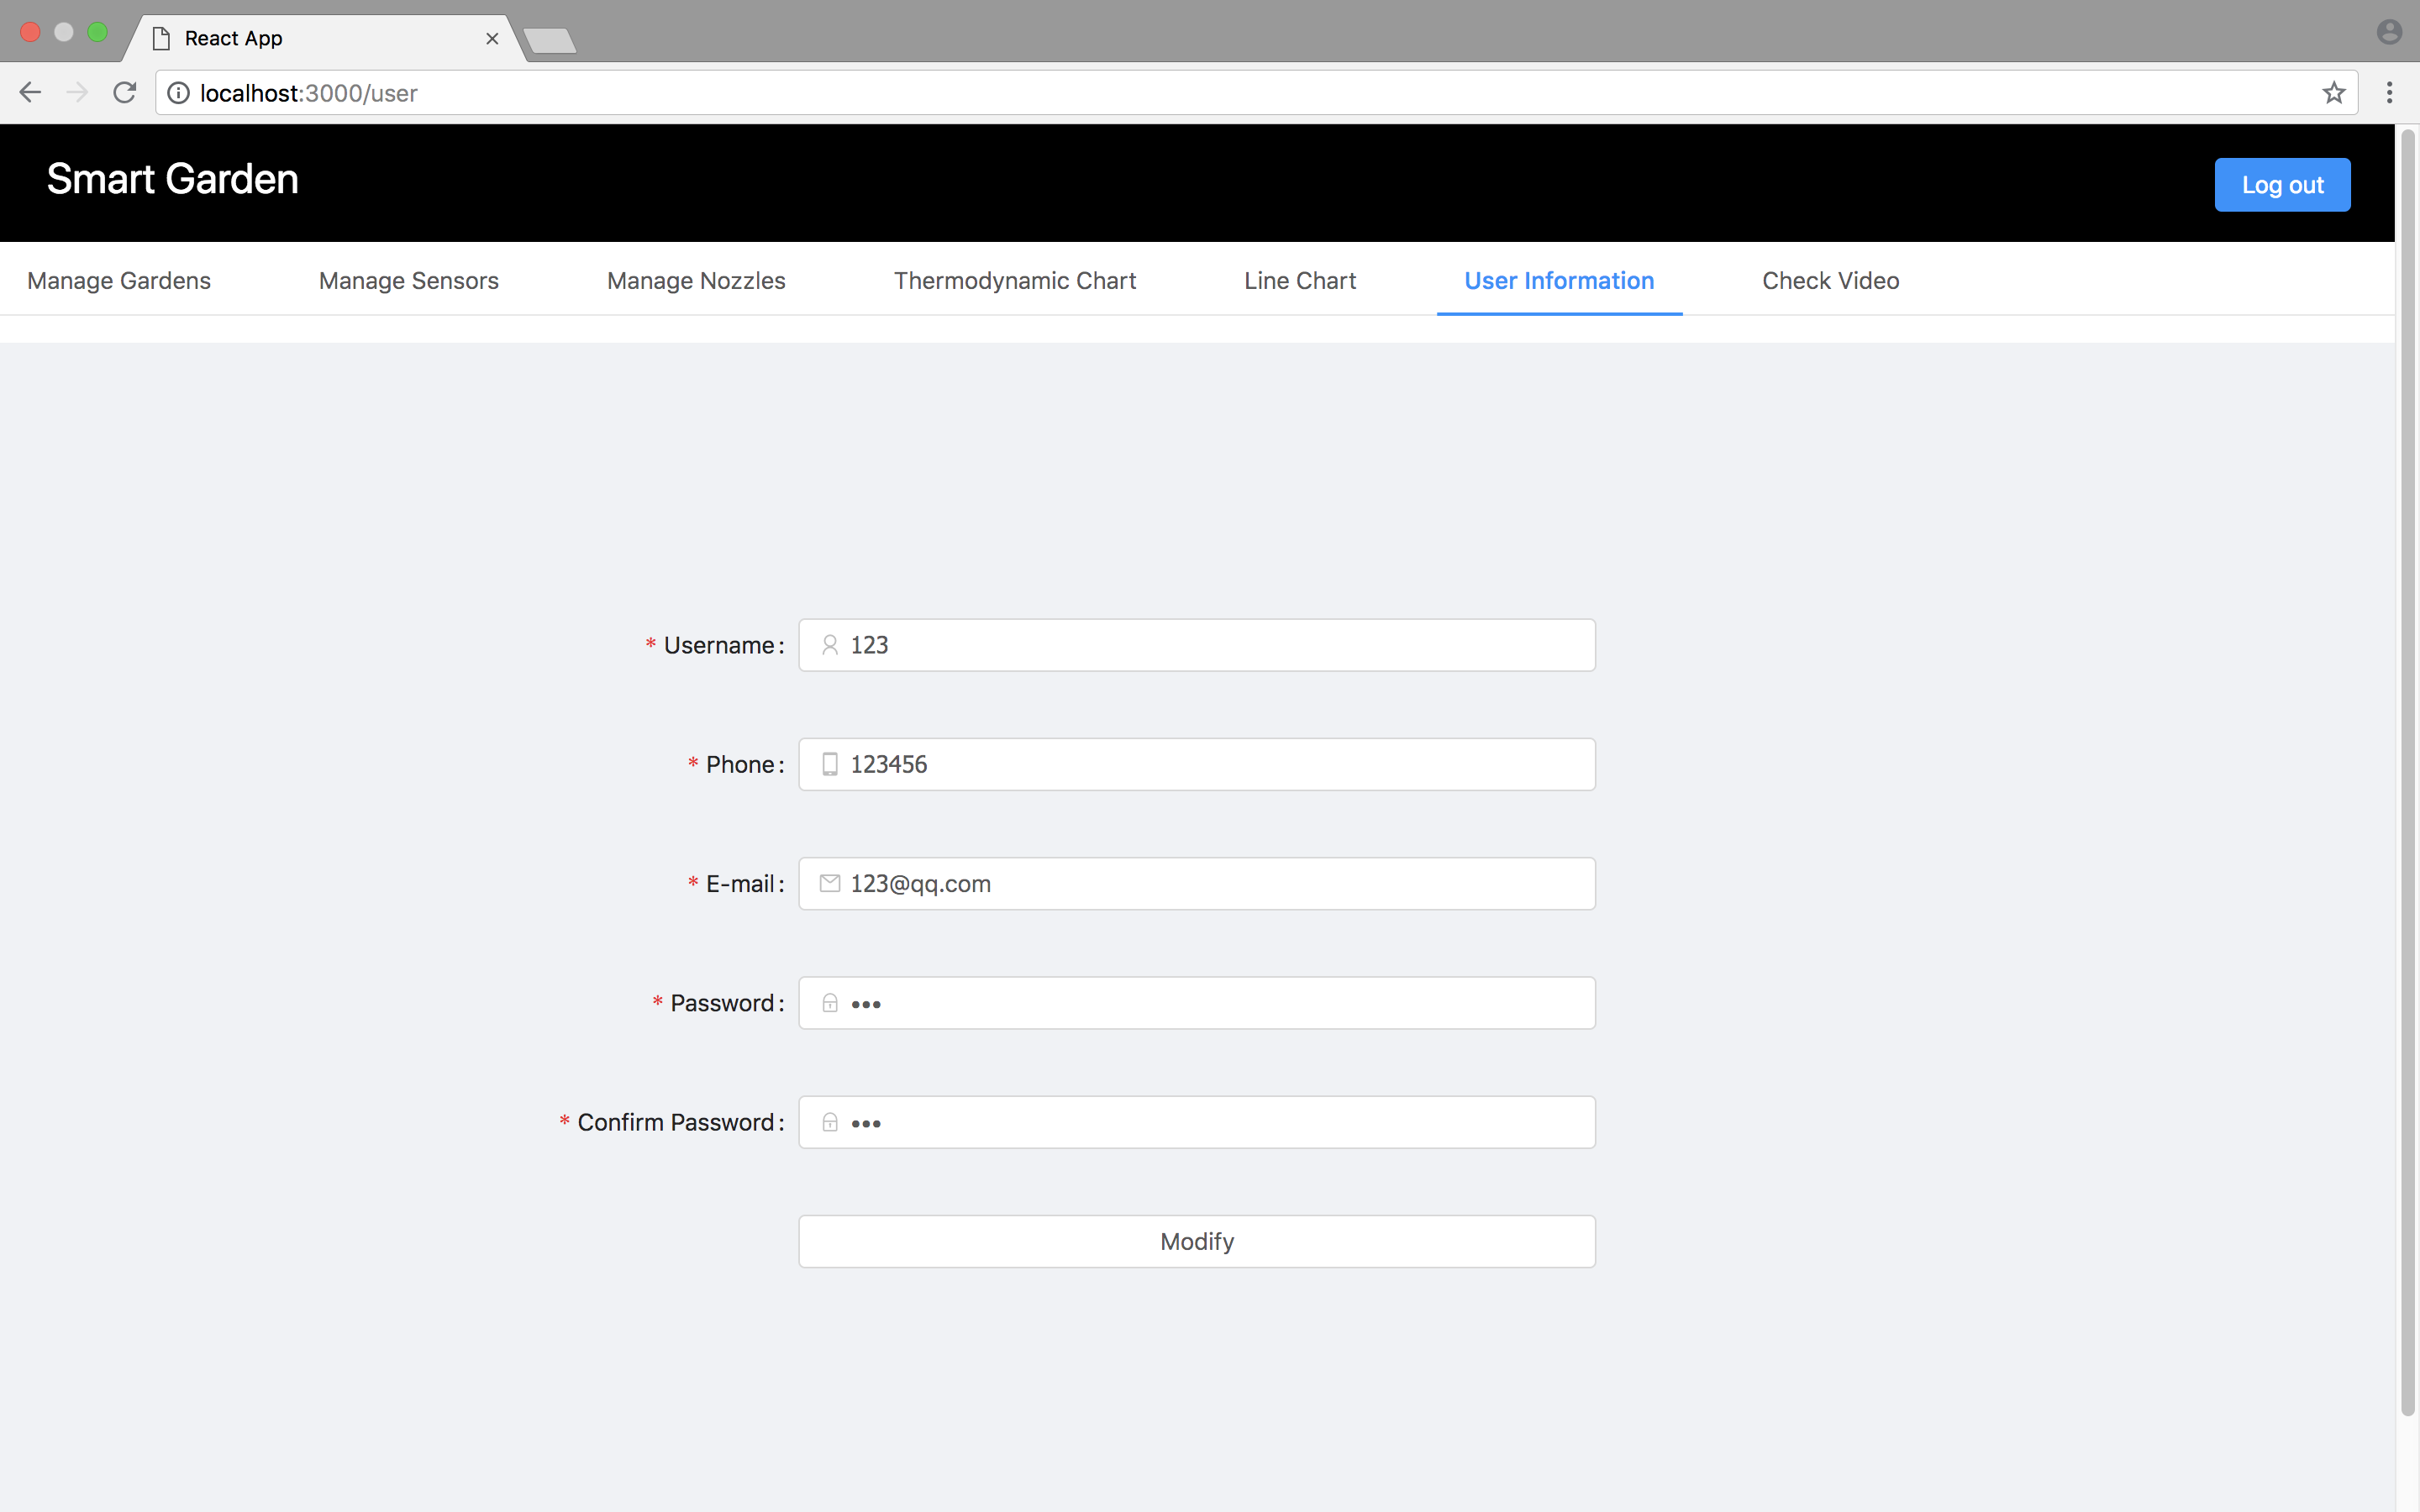 React App
localhost:3000/user
Smart Garden
Log out
Manage Gardens Manage Sensors Manage Nozzles Thermodynamic Chart Line Chart User Information Check Video
* Username: 123
* Phone: 123456
* E-mail: 123@qq.com
* Password: •••
* Confirm Password: •••
Modify